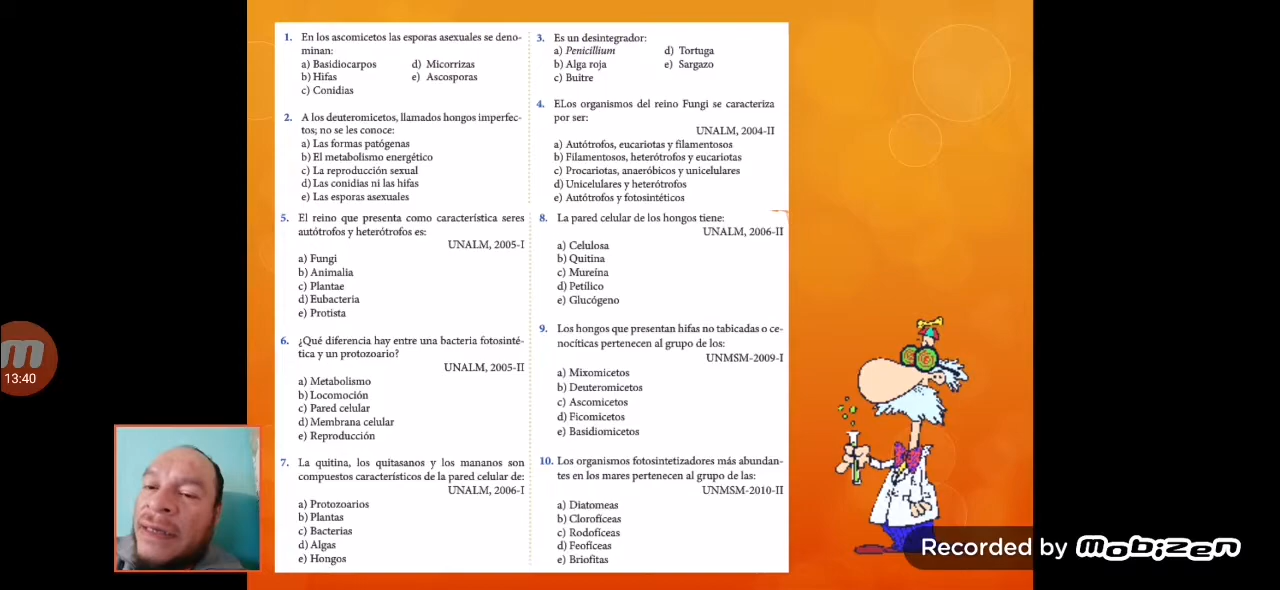 1. En los ascomicetos las esporas asexuales se deno-
minan:
a) Basidiocarpos d) Micorrizas
b) Hifas e) Ascosporas
c) Conidias
2. A los deuteromicetos, llamados hongos imperfec-
tos; no se les conoce:
a) Las formas patógenas
b) El metabolismo energético
c) La reproducción sexual
d) Las conidias ni las hifas
e) Las esporas asexuales
3. Es un desintegrador:
a) Penicillium d) Tortuga
b) Alga roja e) Sargazo
c) Buitre
4. ELos organismos del reino Fungi se caracteriza
por ser:
UNALM, 2004-II
a) Autótrofos, eucariotas y filamentosos
b) Filamentosos, heterótrofos y eucariotas
c) Procariotas, anaeróbicos y unicelulares
d) Unicelulares y heterótrofos
e) Autótrofos y fotosintéticos
5. El reino que presenta como característica seres
autótrofos y heterótrofos es:
UNALM, 2005-I
a) Fungi
b) Animalia
c) Plantae
d) Eubacteria
e) Protista
6. ¿Qué diferencia hay entre una bacteria fotosinté-
tica y un protozoario?
UNALM, 2005-II
a) Metabolismo
b) Locomoción
c) Pared celular
d) Membrana celular
e) Reproducción
7. La quitina, los quitasanos y los mananos son
compuestos característicos de la pared celular de:
UNALM, 2006-I
a) Protozoarios
b) Plantas
c) Bacterias
d) Algas
e) Hongos
8. La pared celular de los hongos tiene:
UNALM, 2006-II
a) Celulosa
b) Quitina
c) Mureína
d) Petílico
e) Glucógeno
9. Los hongos que presentan hifas no tabicadas o ce-
nocíticas pertenecen al grupo de los:
UNMSM-2009-I
a) Mixomicetos
b) Deuteromicetos
c) Ascomicetos
d) Ficomicetos
e) Basidiomicetos
10. Los organismos fotosintetizadores más abundan-
tes en los mares pertenecen al grupo de las:
UNMSM-2010-II
a) Diatomeas
b) Clorofíceas
c) Rodofíceas
d) Feofíceas
e) Briofitas
m
13:40
Recorded by Mobizen